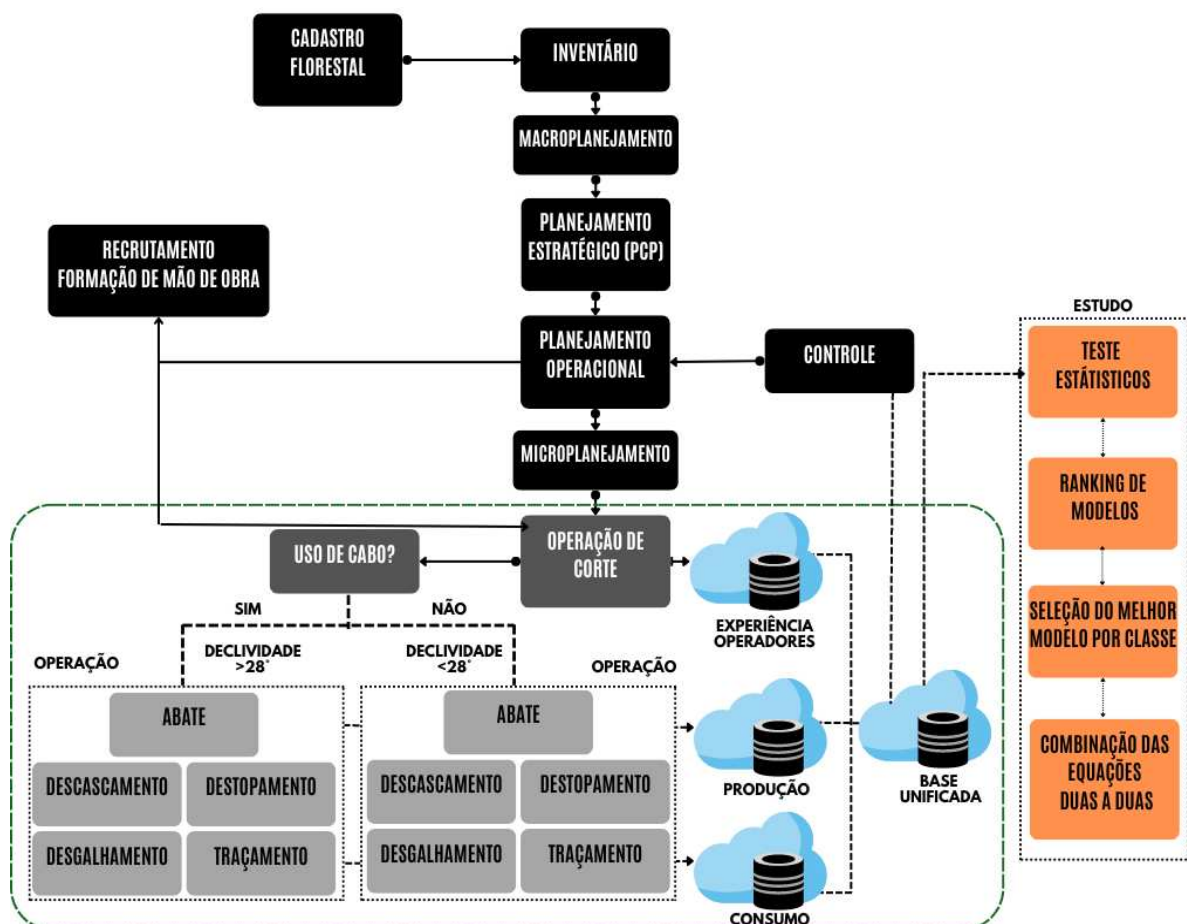 CADASTRO
FLORESTAL
INVENTÁRIO
MACROPLANEJAMENTO
PLANEJAMENTO
ESTRATÉGICO (PCP)
RECRUTAMENTO
FORMAÇÃO DE MÃO DE OBRA
PLANEJAMENTO
OPERACIONAL
CONTROLE
MICROPLANEJAMENTO
OPERAÇÃO DE
CORTE
USO DE CABO?
SIM
NÃO
EXPERIÊNCIA
OPERADORES
OPERAÇÃO
DECLIVIDADE
>28°
DECLIVIDADE
<28°
OPERAÇÃO
ABATE
DESCASCAMENTO
DESTOPAMENTO
DESGALHAMENTO
TRAÇAMENTO
ABATE
DESCASCAMENTO
DESTOPAMENTO
DESGALHAMENTO
TRAÇAMENTO
PRODUÇÃO
CONSUMO
BASE
UNIFICADA
ESTUDO
TESTE
ESTÁTISTICOS
RANKING DE
MODELOS
SELEÇÃO DO MELHOR
MODELO POR CLASSE
COMBINAÇÃO DAS
EQUAÇÕES
DUAS A DUAS